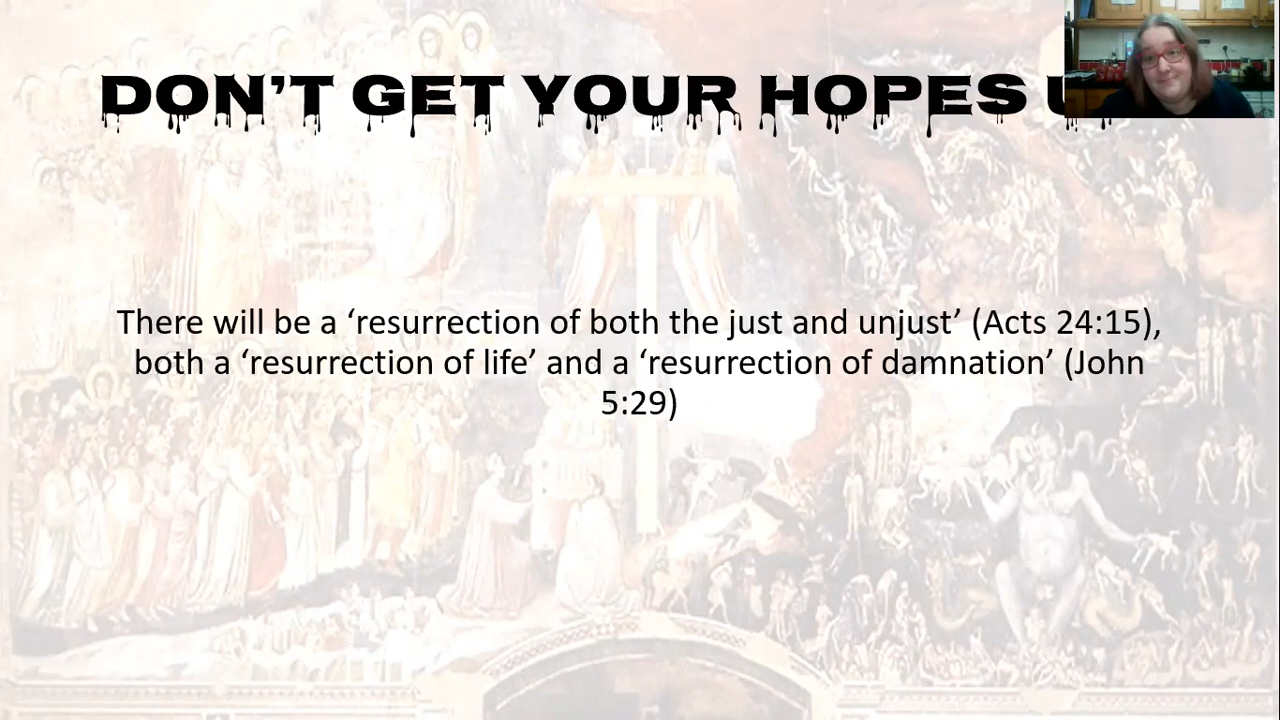 DON'T GET YOUR HOPES
There will be a ‘resurrection of both the just and unjust’ (Acts 24:15),
both a ‘resurrection of life’ and a ‘resurrection of damnation’ (John
5:29)